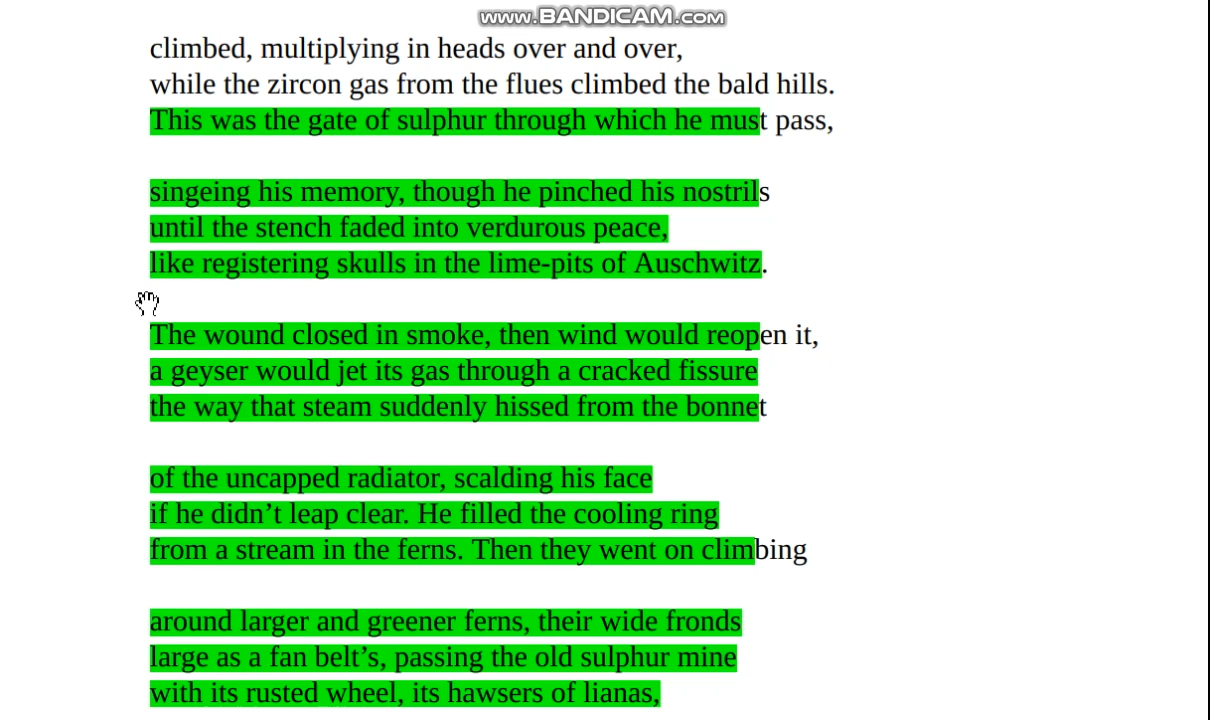 www.BANDICAM.com
climbed, multiplying in heads over and over,
while the zircon gas from the flues climbed the bald hills.
This was the gate of sulphur through which he must pass,
singeing his memory, though he pinched his nostrils
until the stench faded into verdurous peace,
like registering skulls in the lime-pits of Auschwitz.
The wound closed in smoke, then wind would reopen it,
a geyser would jet its gas through a cracked fissure
the way that steam suddenly hissed from the bonnet
of the uncapped radiator, scalding his face
if he didn’t leap clear. He filled the cooling ring
from a stream in the ferns. Then they went on climbing
around larger and greener ferns, their wide fronds
large as a fan belt’s, passing the old sulphur mine
with its rusted wheel, its hawsers of lianas,